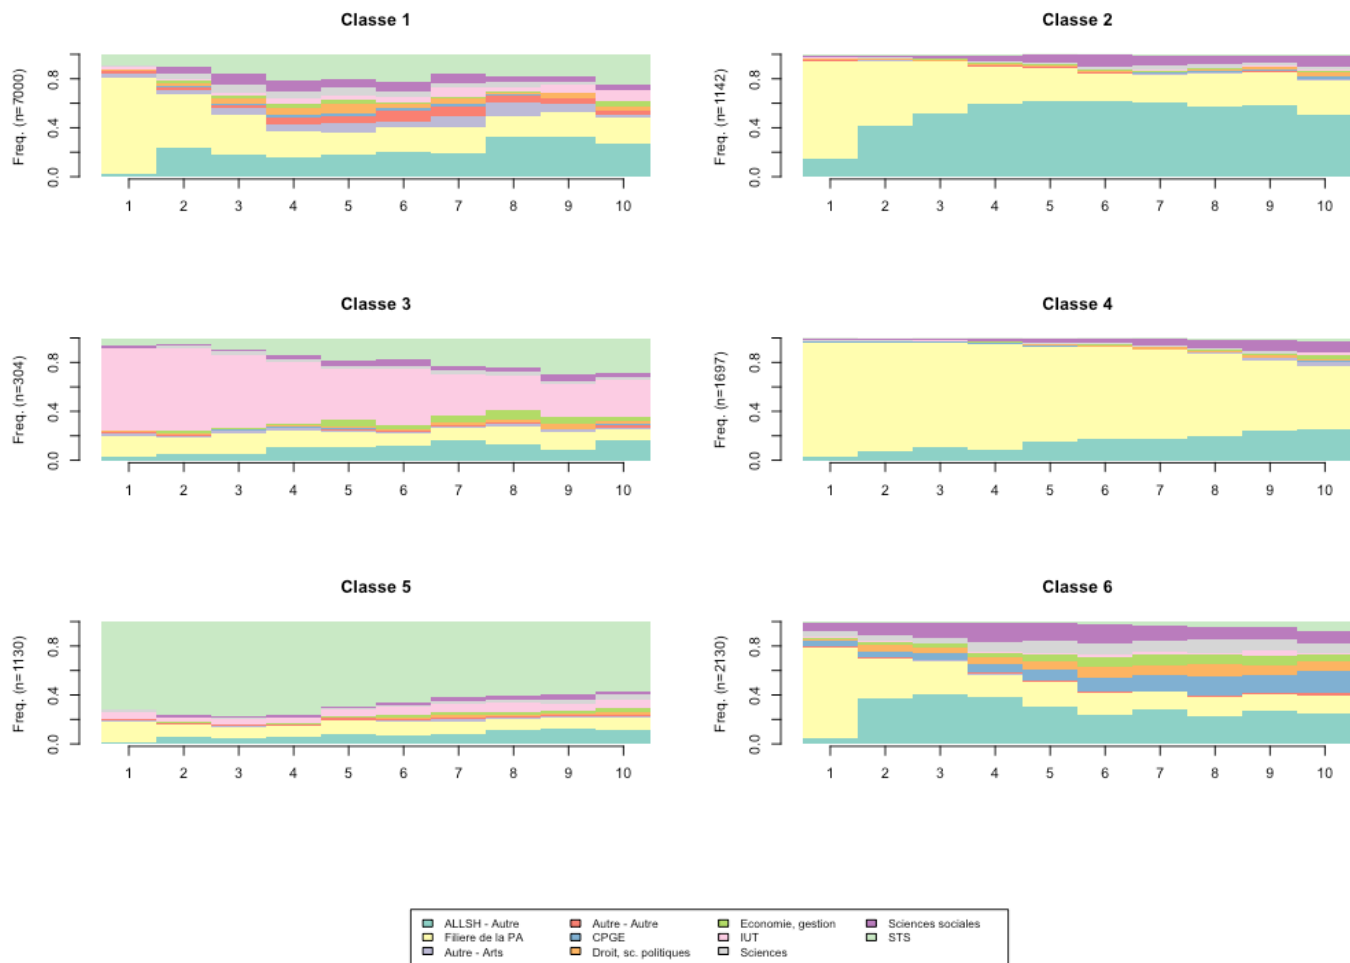 Classe 1
Freq. (n=7000)
0.0 0.4 0.8
1 2 3 4 5 6 7 8 9 10
Classe 2
Freq. (n=1142)
0.0 0.4 0.8
1 2 3 4 5 6 7 8 9 10
Classe 3
Freq. (n=304)
0.0 0.4 0.8
1 2 3 4 5 6 7 8 9 10
Classe 4
Freq. (n=1697)
0.0 0.4 0.8
1 2 3 4 5 6 7 8 9 10
Classe 5
Freq. (n=1130)
0.0 0.4 0.8
1 2 3 4 5 6 7 8 9 10
Classe 6
Freq. (n=2130)
0.0 0.4 0.8
1 2 3 4 5 6 7 8 9 10
ALLSH - Autre
Filiere de la PA
Autre - Arts
Autre - Autre
CPGE
Droit, sc. politiques
Economie, gestion
IUT
Sciences
Sciences sociales
STS